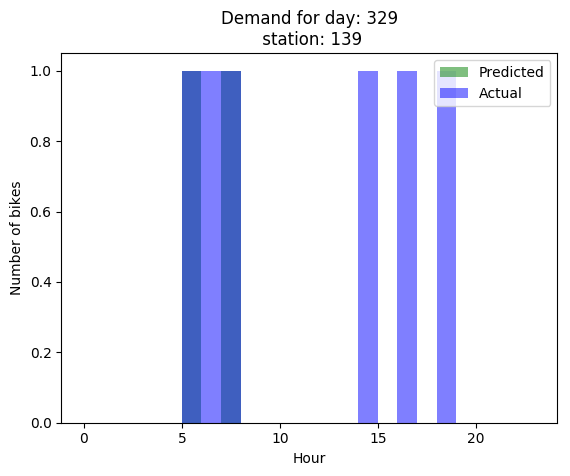 Demand for day: 329
station: 139
Predicted
Actual
Number of bikes
1.0
0.8
0.6
0.4
0.2
0.0
0 5 10 15 20
Hour